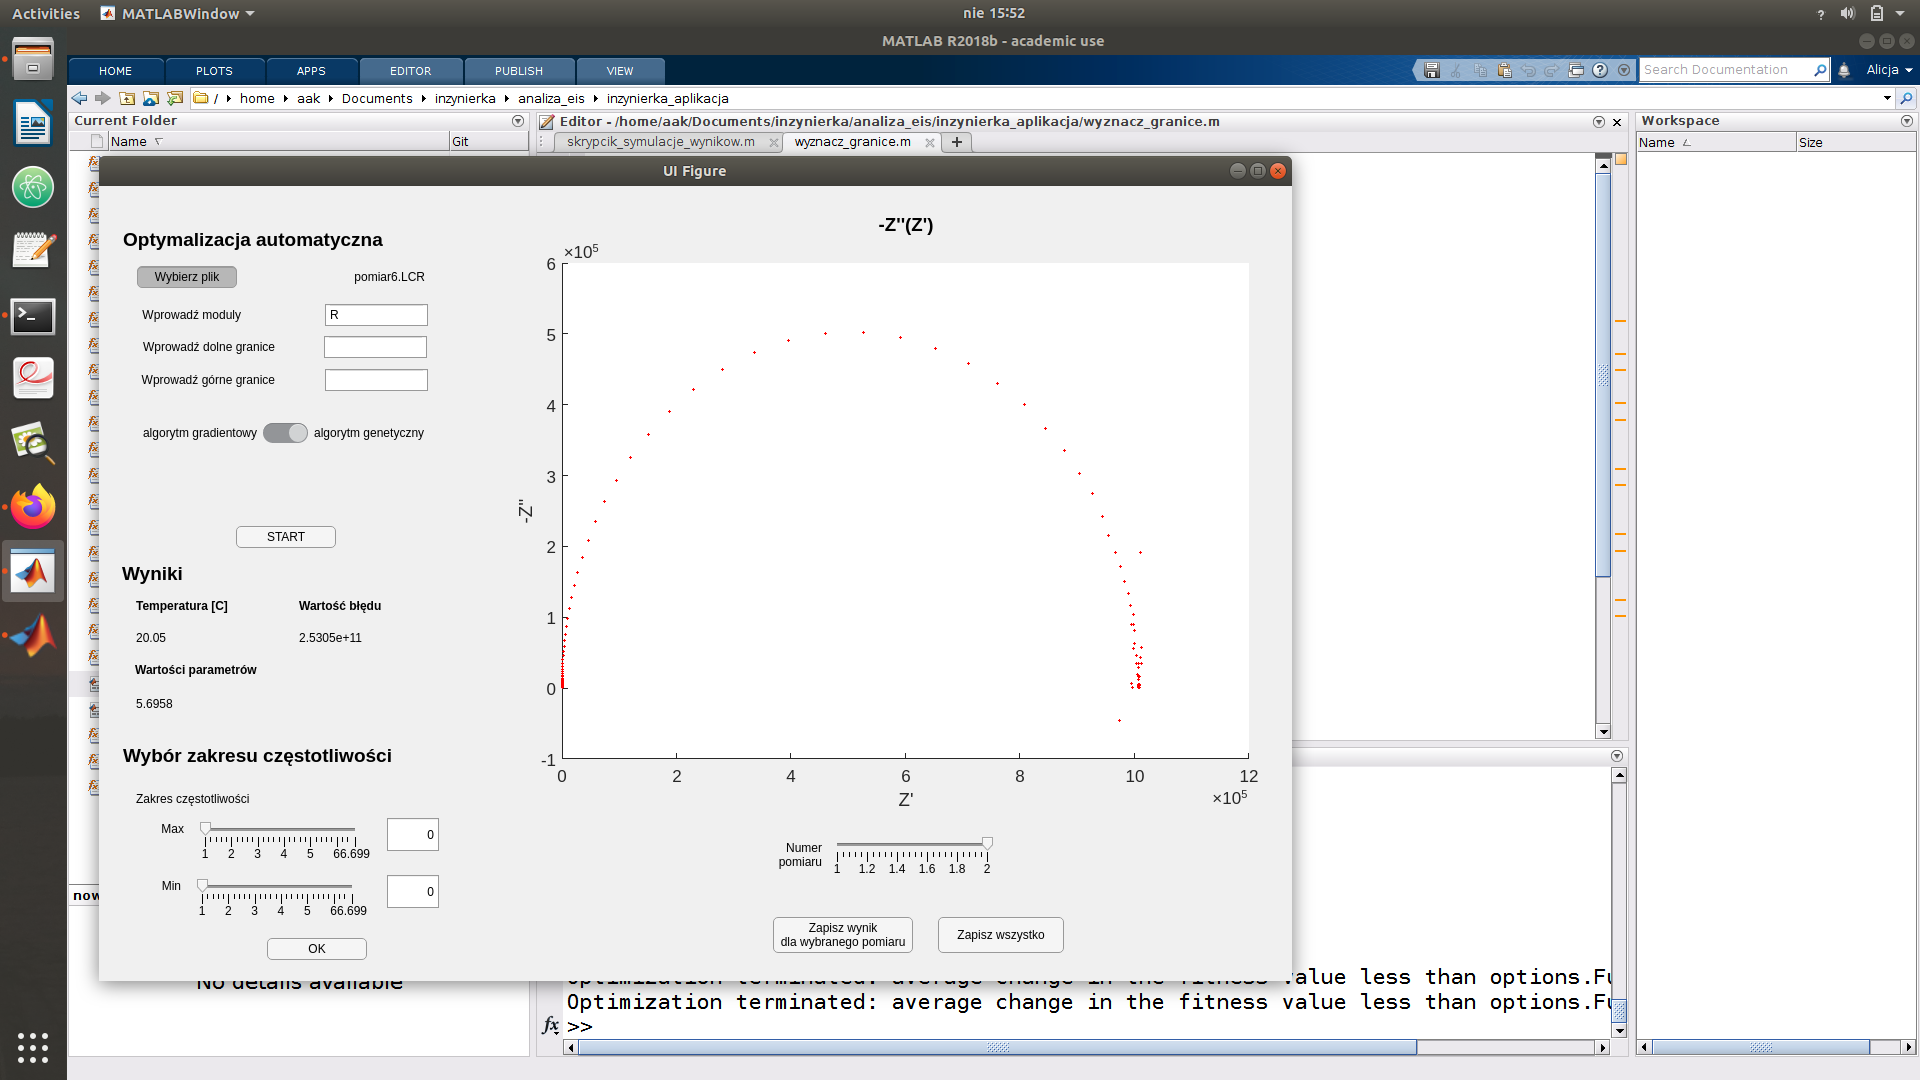 Activities
MATLABWindow
nie 15:52
MATLAB R2018b - academic use
HOME
PLOTS
APPS
EDITOR
PUBLISH
VIEW
Search Documentation
Alicja
/ home aak Documents inzynierka analiza_eis inzynierka_aplikacja
Current Folder
Name
Git
Editor - /home/aak/Documents/inzynierka/analiza_eis/inzynierka_aplikacja/wyznacz_granice.m
skrypcik_symulacje_wynikow.m
wyznacz_granice.m
Workspace
Name
Size
UI Figure
Optymalizacja automatyczna
Wybierz plik
pomiar6.LCR
Wprowadź moduly
R
Wprowadź dolne granice
Wprowadź górne granice
algorytm gradientowy
algorytm genetyczny
START
Wyniki
Temperatura [C]
Wartość błędu
20.05
2.5305e+11
Wartości parametrów
5.6958
Wybór zakresu częstotliwości
Zakres częstotliwości
Max
1 2 3 4 5 66.699
0
Min
1 2 3 4 5 66.699
0
OK
-Z''(Z')
×10⁵
6
5
4
3
2
1
0
-1
-Z''
0 2 4 6 8 10 12
Z'
×10⁵
Numer
pomiaru
1 1.2 1.4 1.6 1.8 2
Zapisz wynik
dla wybranego pomiaru
Zapisz wszystko
now
No details available
Optimization terminated: average change in the fitness value less than options.Fu
Optimization terminated: average change in the fitness value less than options.Fu
fx >>